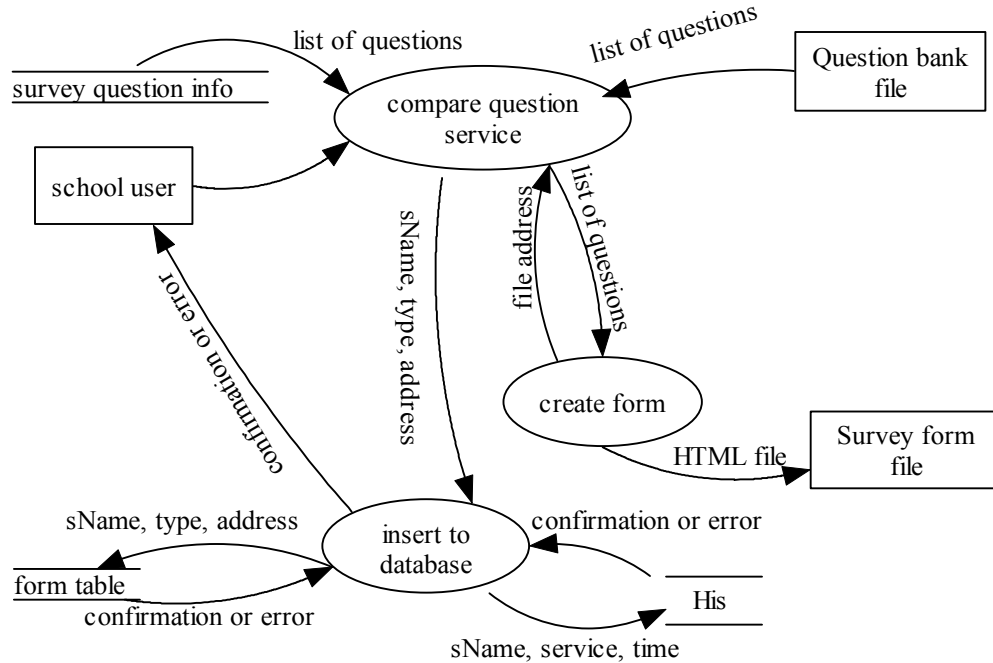 list of questions
list of questions
survey question info
compare question
service
Question bank
file
school user
list of questions
file address
sName, type, address
confirmation or error
create form
HTML file
Survey form
file
sName, type, address
insert to
database
confirmation or error
form table
confirmation or error
His
sName, service, time